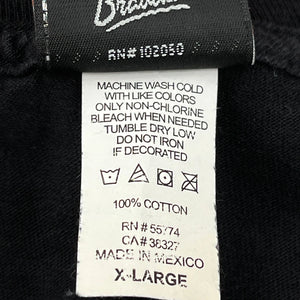 RN#102050
MACHINE WASH COLD
WITH LIKE COLORS
ONLY NON-CHLORINE
BLEACH WHEN NEEDED
TUMBLE DRY LOW
DO NOT IRON
IF DECORATED
100% COTTON
RN # 55774
CA# 38327
MADE IN MEXICO
X-LARGE